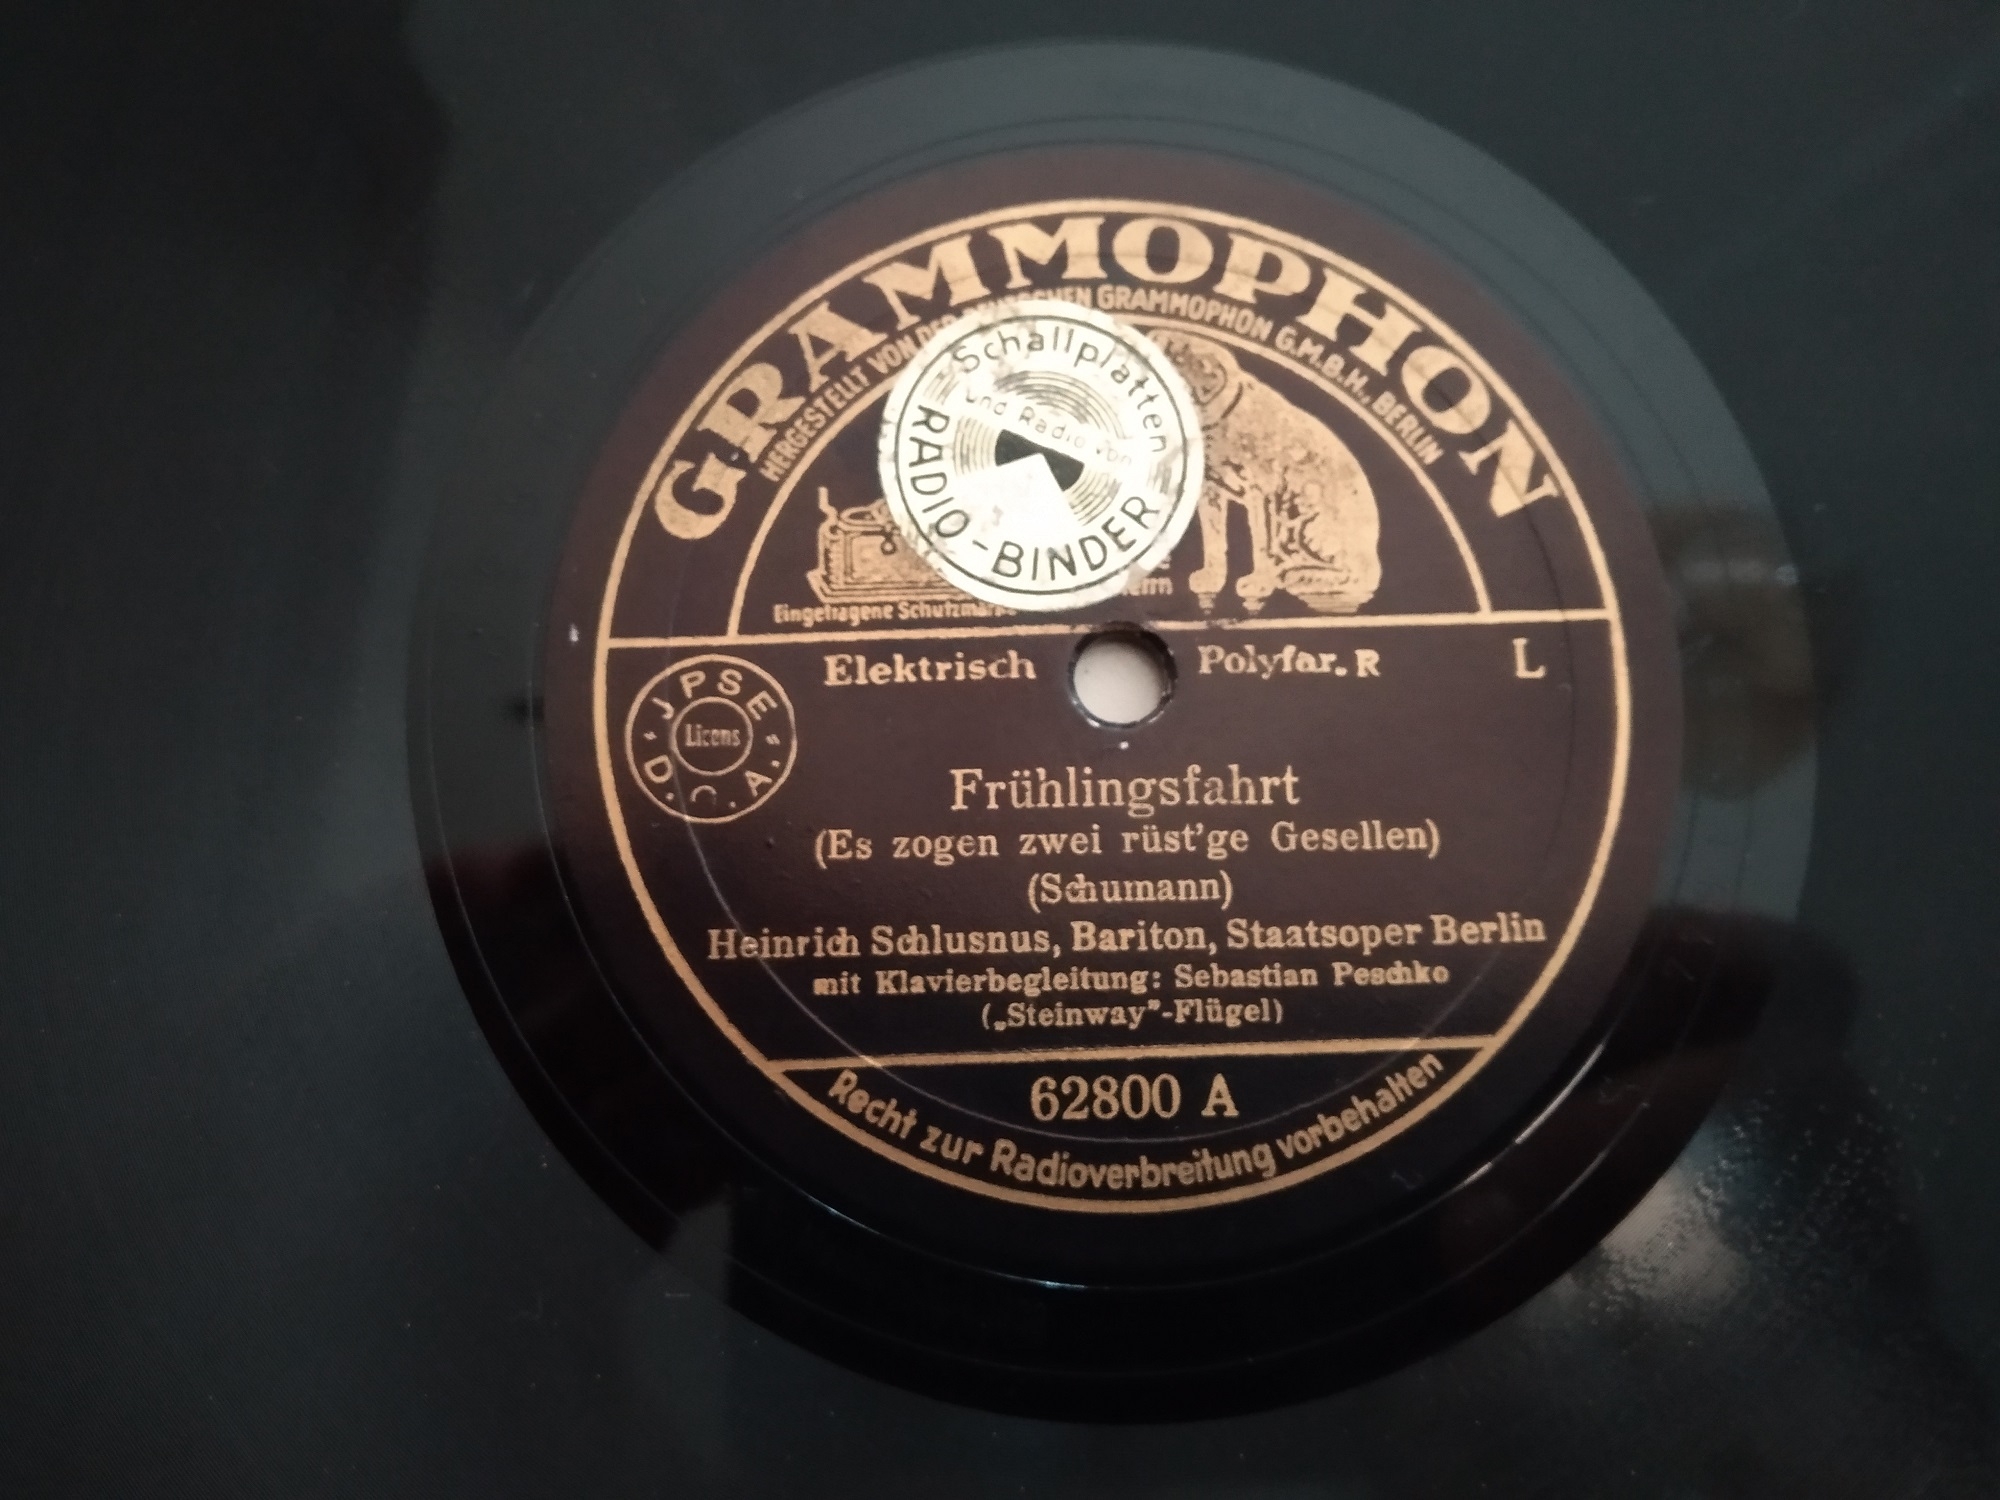 GRAMMOPHON
HERGESTELLT VON DER DEUTSCHEN GRAMMOPHON G.M.B.H., BERLIN
Schallplatten
und Radio von
RADIO-BINDER
Eingetragene Schutzmarke
Elektrisch Polyfar. R L
JPSE
Licens
D. A.
Frühlingsfahrt
(Es zogen zwei rüst'ge Gesellen)
(Schumann)
Heinrich Schlusnus, Bariton, Staatsoper Berlin
mit Klavierbegleitung: Sebastian Peschko
(„Steinway"-Flügel)
62800 A
Recht zur Radioverbreitung vorbehalten